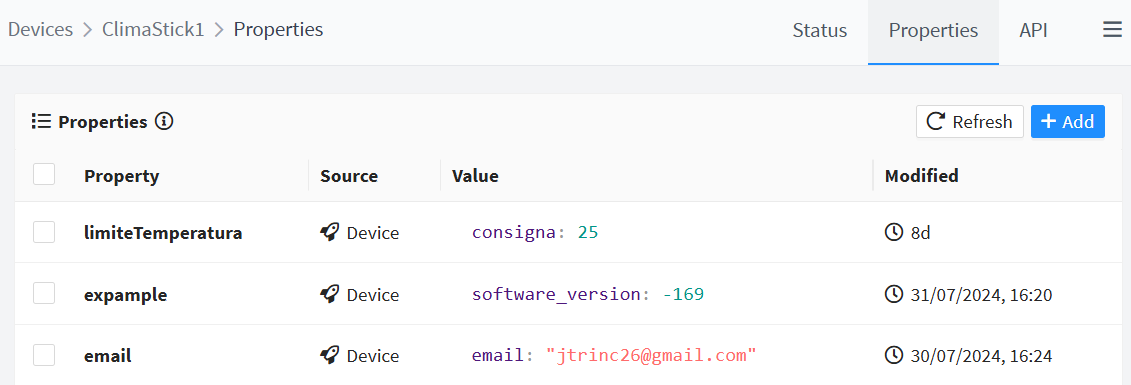 Devices > ClimaStick1 > Properties Status Properties API
Properties Refresh + Add
Property Source Value Modified
limiteTemperatura Device consigna: 25 8d
expample Device software_version: -169 31/07/2024, 16:20
email Device email: "jtrinc26@gmail.com" 30/07/2024, 16:24